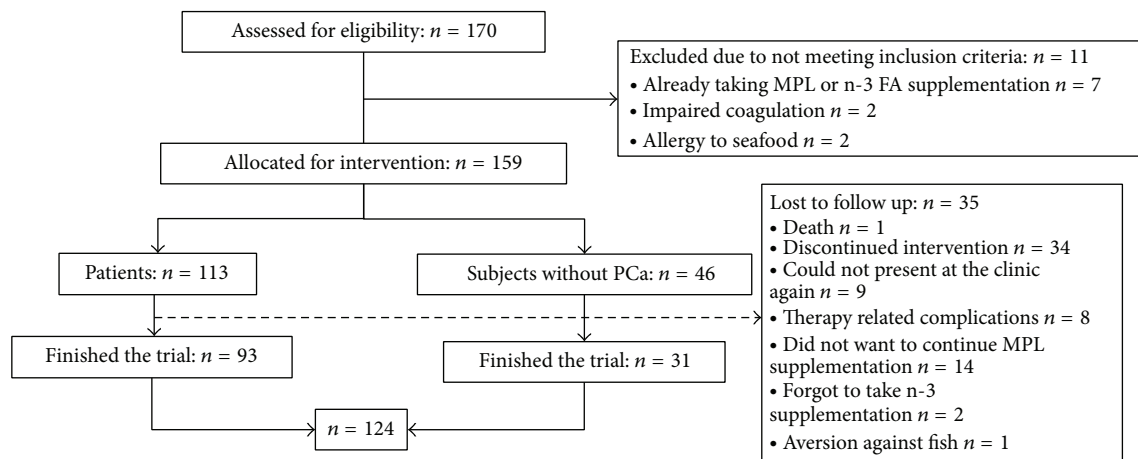 Assessed for eligibility: n = 170
Excluded due to not meeting inclusion criteria: n = 11
• Already taking MPL or n-3 FA supplementation n = 7
• Impaired coagulation n = 2
• Allergy to seafood n = 2
Allocated for intervention: n = 159
Lost to follow up: n = 35
• Death n = 1
• Discontinued intervention n = 34
• Could not present at the clinic
again n = 9
• Therapy related complications n = 8
• Did not want to continue MPL
supplementation n = 14
• Forgot to take n-3
supplementation n = 2
• Aversion against fish n = 1
Patients: n = 113
Subjects without PCa: n = 46
Finished the trial: n = 93
Finished the trial: n = 31
n = 124